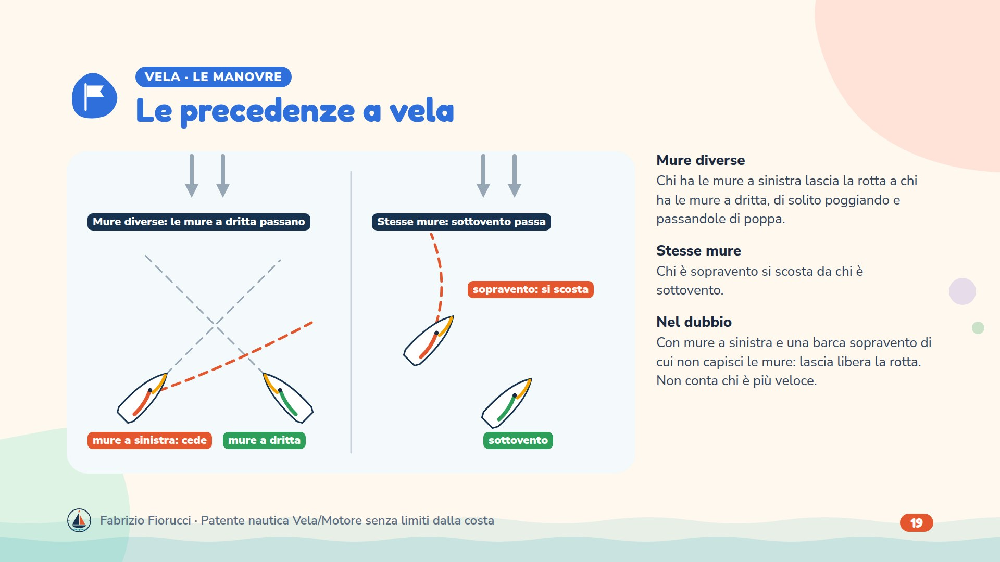 VELA · LE MANOVRE
Le precedenze a vela
Mure diverse: le mure a dritta passano
mure a sinistra: cede
mure a dritta
Stesse mure: sottovento passa
sopravento: si scosta
sottovento
Mure diverse
Chi ha le mure a sinistra lascia la rotta a chi
ha le mure a dritta, di solito poggiando e
passandole di poppa.
Stesse mure
Chi è sopravento si scosta da chi è
sottovento.
Nel dubbio
Con mure a sinistra e una barca sopravento di
cui non capisci le mure: lascia libera la rotta.
Non conta chi è più veloce.
Fabrizio Fiorucci · Patente nautica Vela/Motore senza limiti dalla costa
19